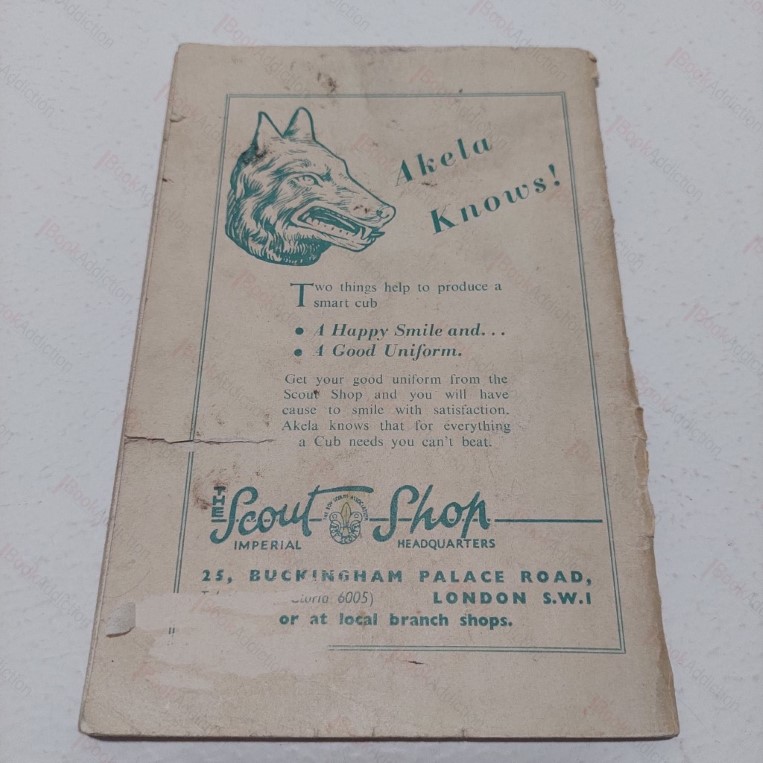 Akela
Knows!
Two things help to produce a
smart cub
• A Happy Smile and...
• A Good Uniform.
Get your good uniform from the
Scout Shop and you will have
cause to smile with satisfaction.
Akela knows that for everything
a Cub needs you can't beat.
THE Scout Shop
IMPERIAL HEADQUARTERS
25, BUCKINGHAM PALACE ROAD,
6005) LONDON S.W.1
or at local branch shops.
BookAddiction